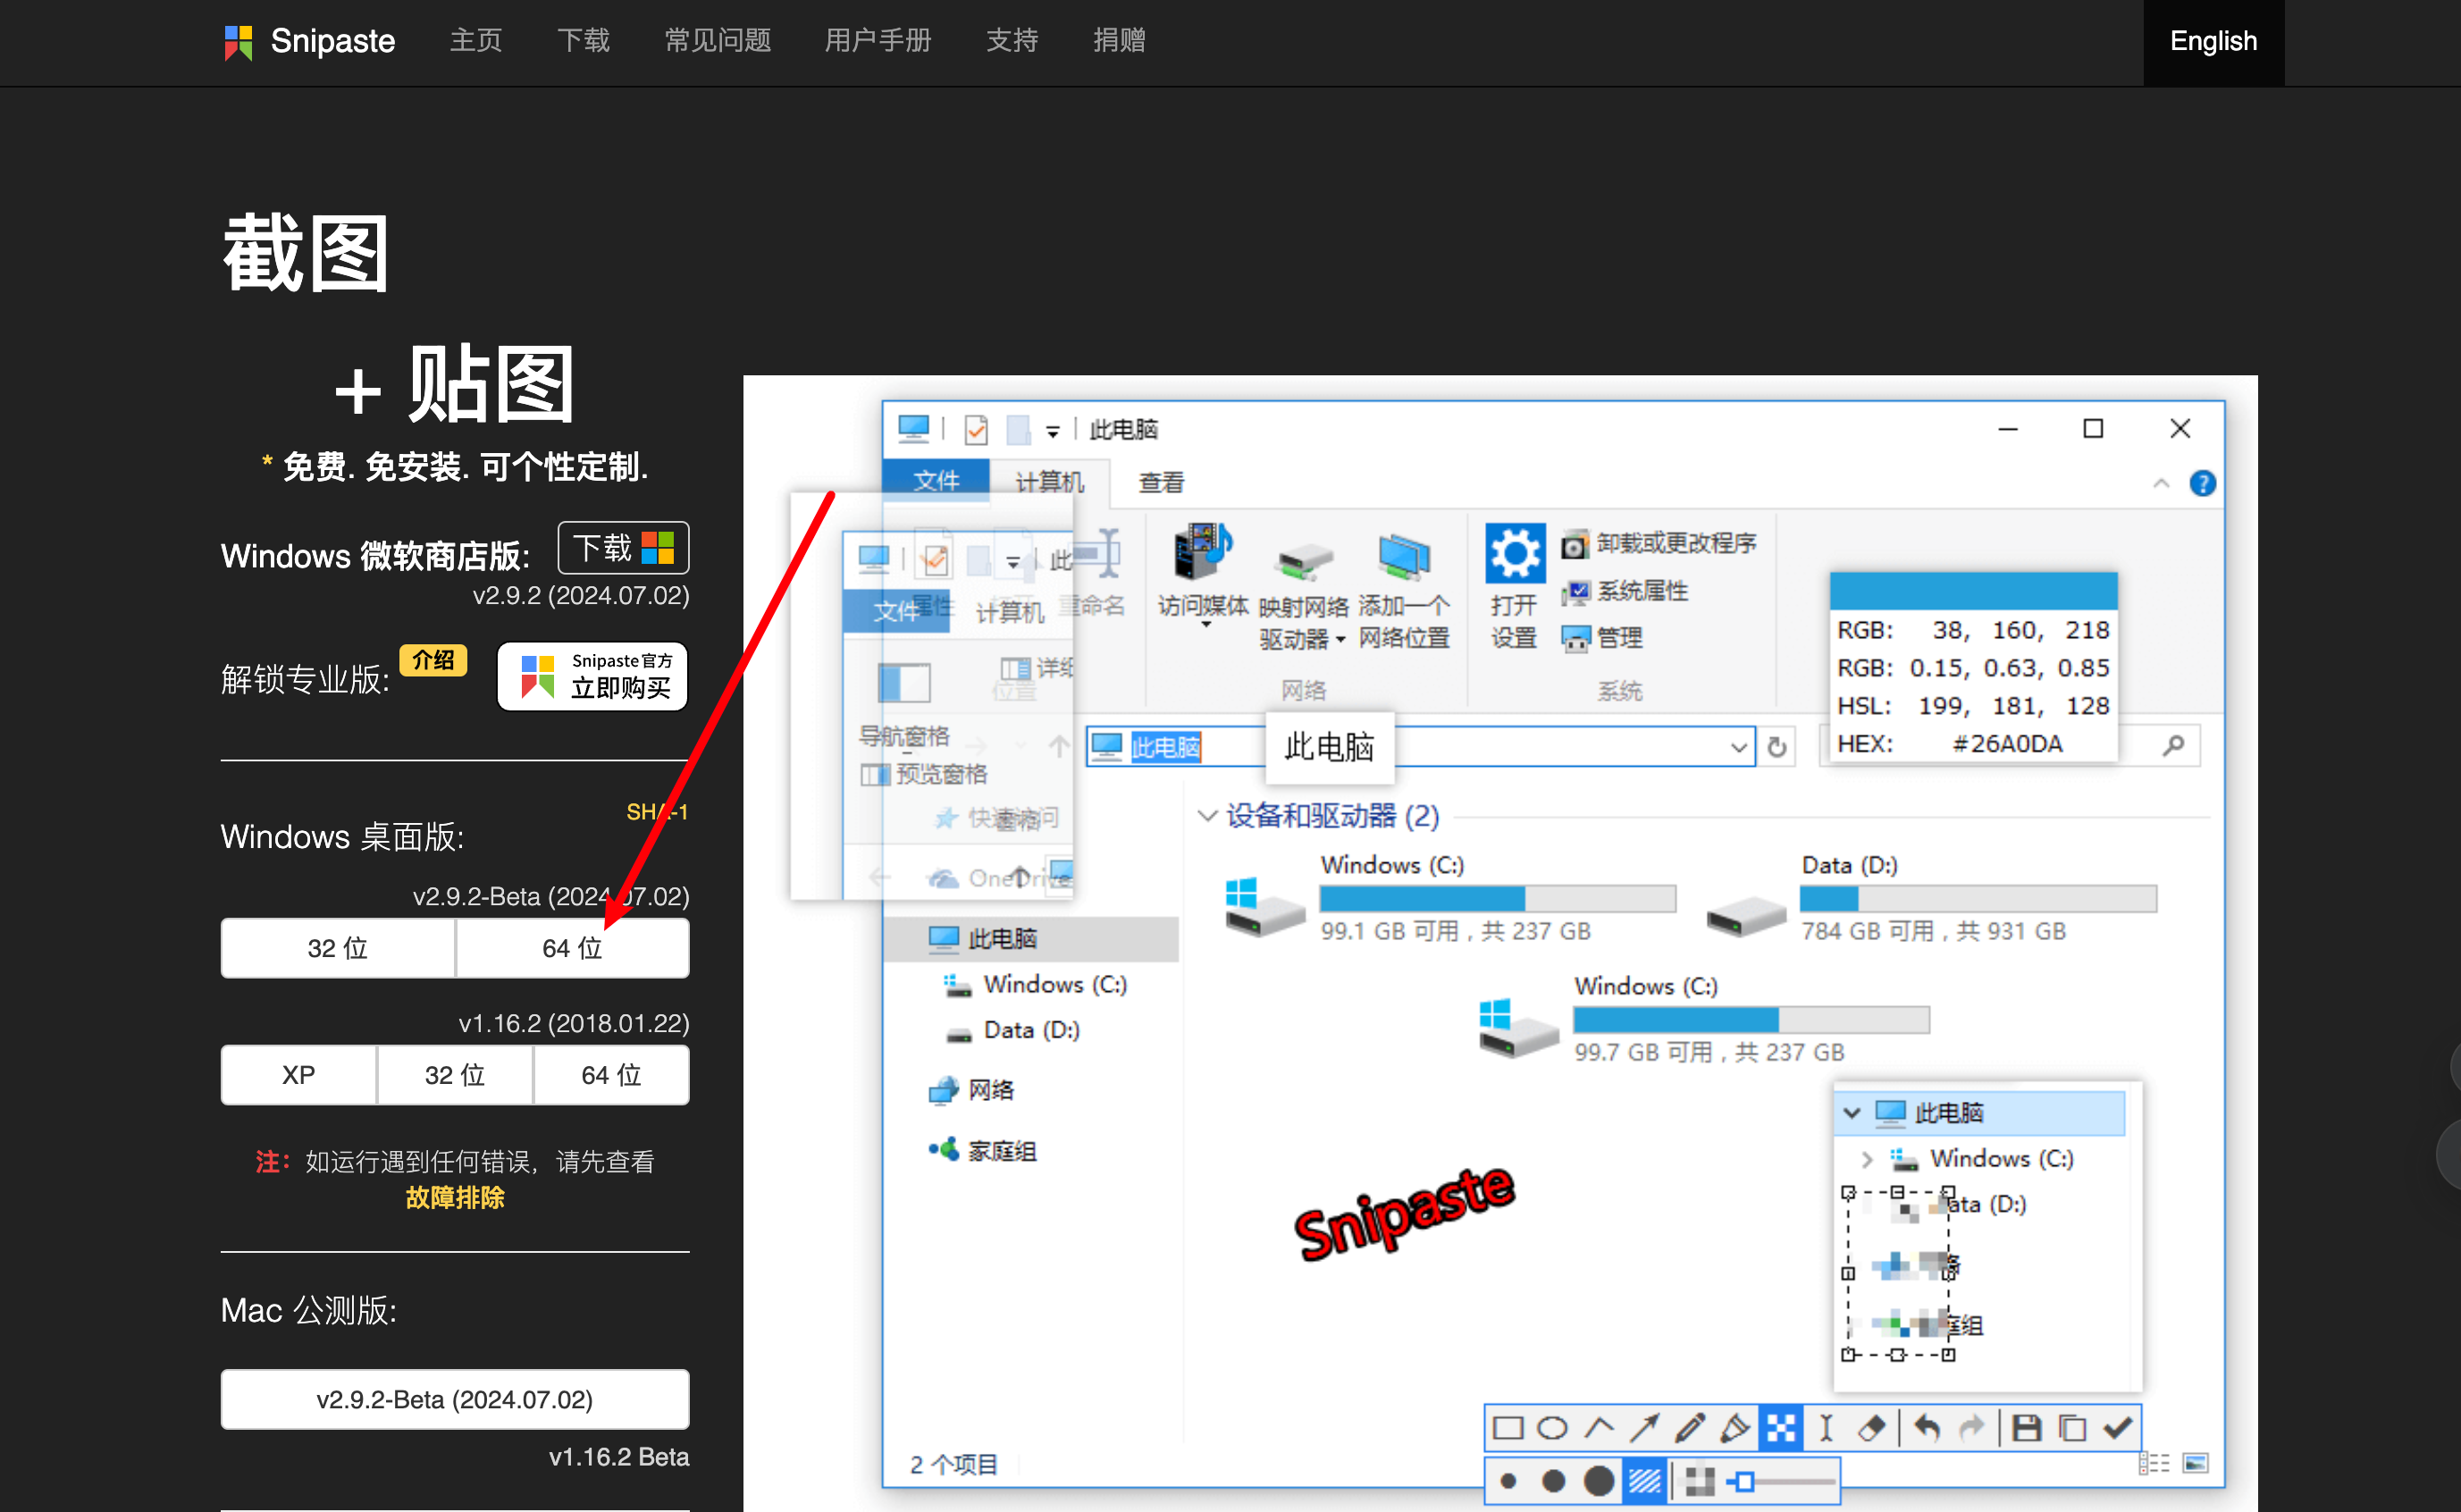 Snipaste 主页 下载 常见问题 用户手册 支持 捐赠 English
截图
+ 贴图
* 免费. 免安装. 可个性定制.
Windows 微软商店版: 下载
v2.9.2 (2024.07.02)
解锁专业版: 介绍 Snipaste官方
立即购买
SHA-1
Windows 桌面版:
v2.9.2-Beta (2024.07.02)
32 位 64 位
v1.16.2 (2018.01.22)
XP 32 位 64 位
注：如运行遇到任何错误，请先查看
故障排除
Mac 公测版:
v2.9.2-Beta (2024.07.02)
v1.16.2 Beta
此电脑
文件 计算机 查看
此
文件 计算机
属性 重命名
详细
位置
导航窗格
预览窗格
快速访问
OneDrive
访问媒体 映射网络
驱动器 添加一个
网络位置
网络
打开
设置
卸载或更改程序
系统属性
管理
系统
RGB: 38, 160, 218
RGB: 0.15, 0.63, 0.85
HSL: 199, 181, 128
HEX: #26A0DA
此电脑
此电脑
此电脑
Windows (C:)
Data (D:)
网络
家庭组
设备和驱动器 (2)
Windows (C:)
99.1 GB 可用，共 237 GB
Data (D:)
784 GB 可用，共 931 GB
Windows (C:)
99.7 GB 可用，共 237 GB
Snipaste
此电脑
Windows (C:)
ata (D:)
庭组
2 个项目